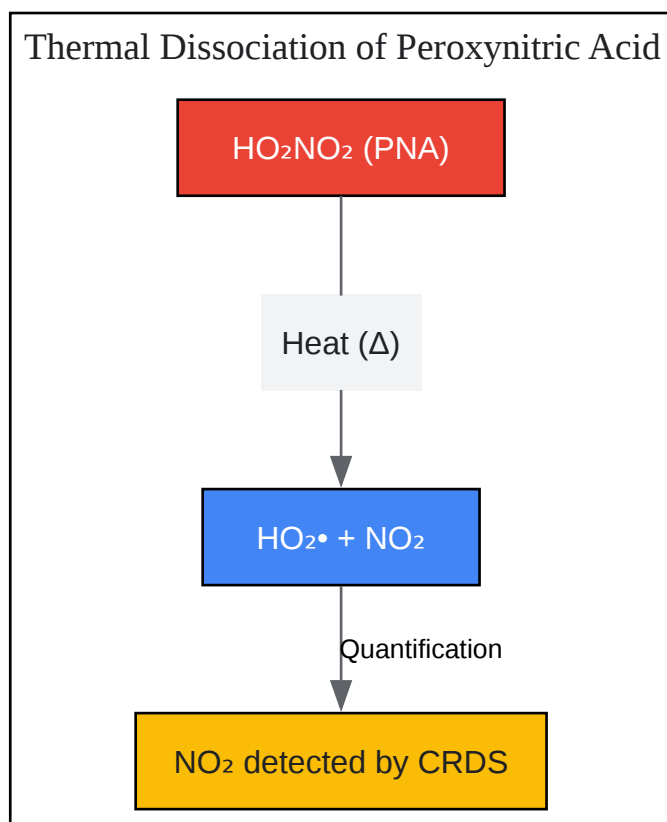 Thermal Dissociation of Peroxynitric Acid
HO₂NO₂ (PNA)
Heat (Δ)
HO₂• + NO₂
Quantification
NO₂ detected by CRDS